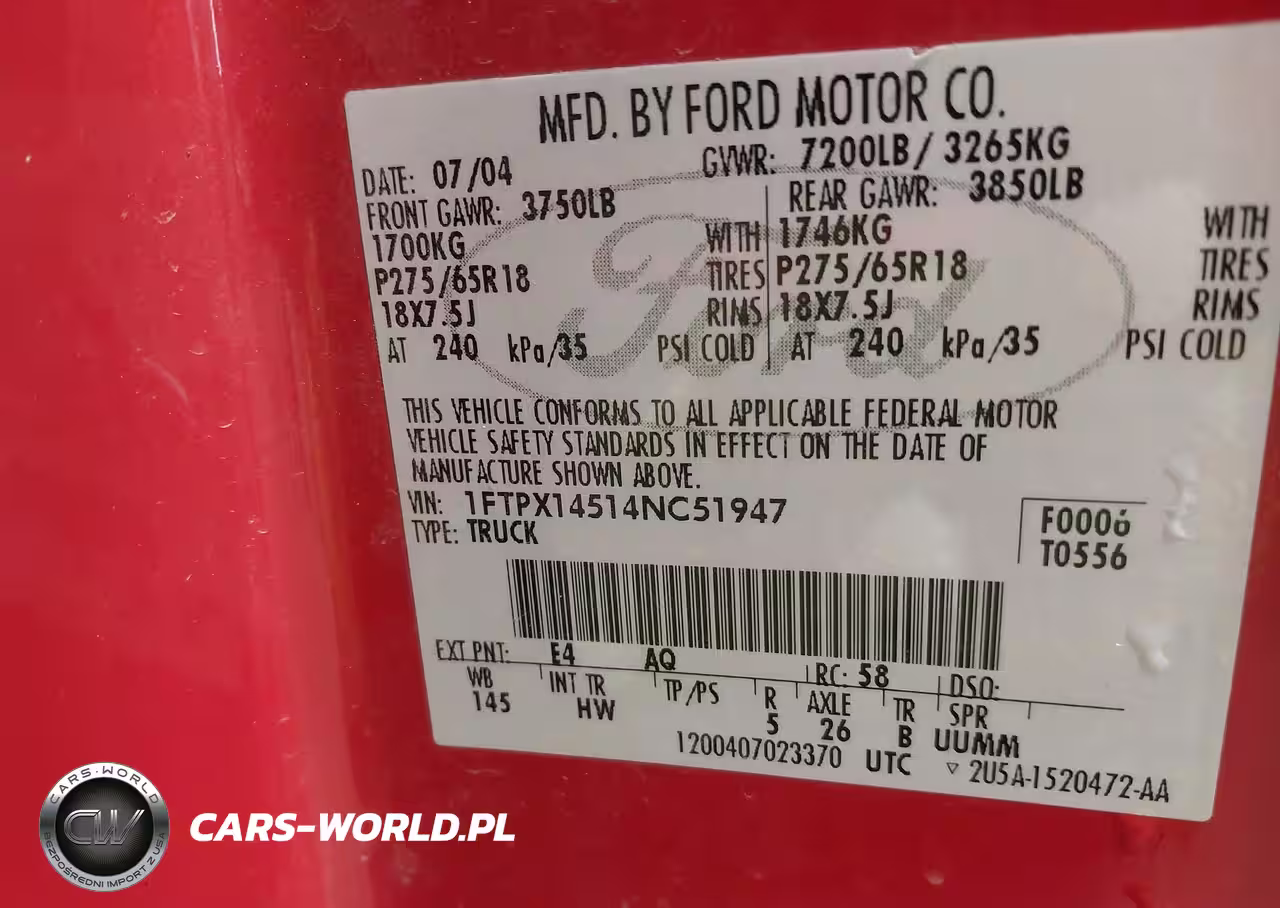 MFD. BY FORD MOTOR CO.
DATE: 07/04 GVWR: 7200LB/ 3265KG
FRONT GAWR: 3750LB REAR GAWR: 3850LB
1700KG WITH 1746KG WITH
P275/65R18 TIRES P275/65R18 TIRES
18X7.5J RIMS 18X7.5J RIMS
AT 240 kPa/35 PSI COLD AT 240 kPa/35 PSI COLD
Ford
THIS VEHICLE CONFORMS TO ALL APPLICABLE FEDERAL MOTOR
VEHICLE SAFETY STANDARDS IN EFFECT ON THE DATE OF
MANUFACTURE SHOWN ABOVE.
VIN: 1FTPX14514NC51947
TYPE: TRUCK
F0006
T0556
EXT PNT: E4 AQ RC: 58 DSO:
WB INT TR TP/PS R AXLE TR SPR
145 HW 5 26 B UUMM
1200407023370 UTC ▽ 2U5A-1520472-AA
CARS-WORLD
CW
BEZPOŚREDNI IMPORT Z USA
CARS-WORLD.PL